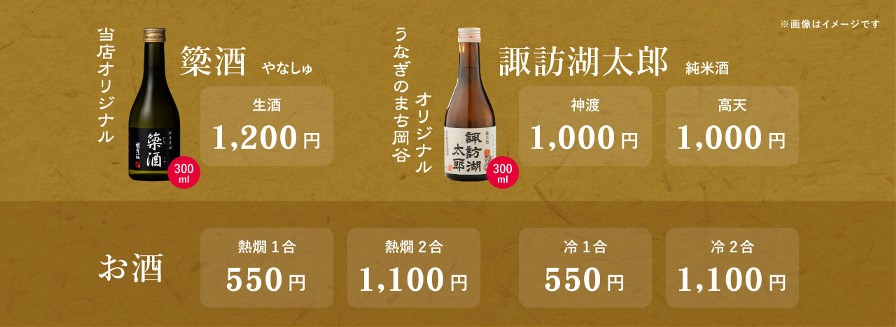 ※画像はイメージです
当店オリジナル
簗酒 やなしゅ
生酒
1,200円
簗酒
300
ml
うなぎのまち岡谷
オリジナル
諏訪湖太郎 純米酒
神渡
1,000円
高天
1,000円
諏訪湖
太郎
300
ml
お酒
熱燗1合
550円
熱燗2合
1,100円
冷1合
550円
冷2合
1,100円